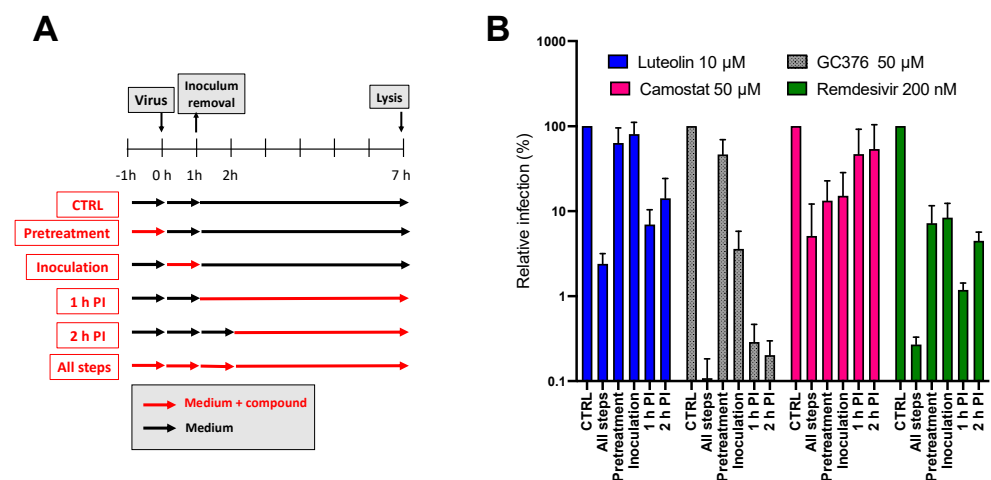 A
Virus
Inoculum
removal
Lysis
-1h
0 h
1h
2h
7 h
CTRL
Pretreatment
Inoculation
1 h PI
2 h PI
All steps
Medium + compound
Medium
B
Relative infection (%)
1000
100
10
1
0.1
Luteolin 10 µM
GC376 50 µM
Camostat 50 µM
Remdesivir 200 nM
CTRL
All steps
Pretreatment
Inoculation
1 h PI
2 h PI
CTRL
All steps
Pretreatment
Inoculation
1 h PI
2 h PI
CTRL
All steps
Pretreatment
Inoculation
1 h PI
2 h PI
CTRL
All steps
Pretreatment
Inoculation
1 h PI
2 h PI